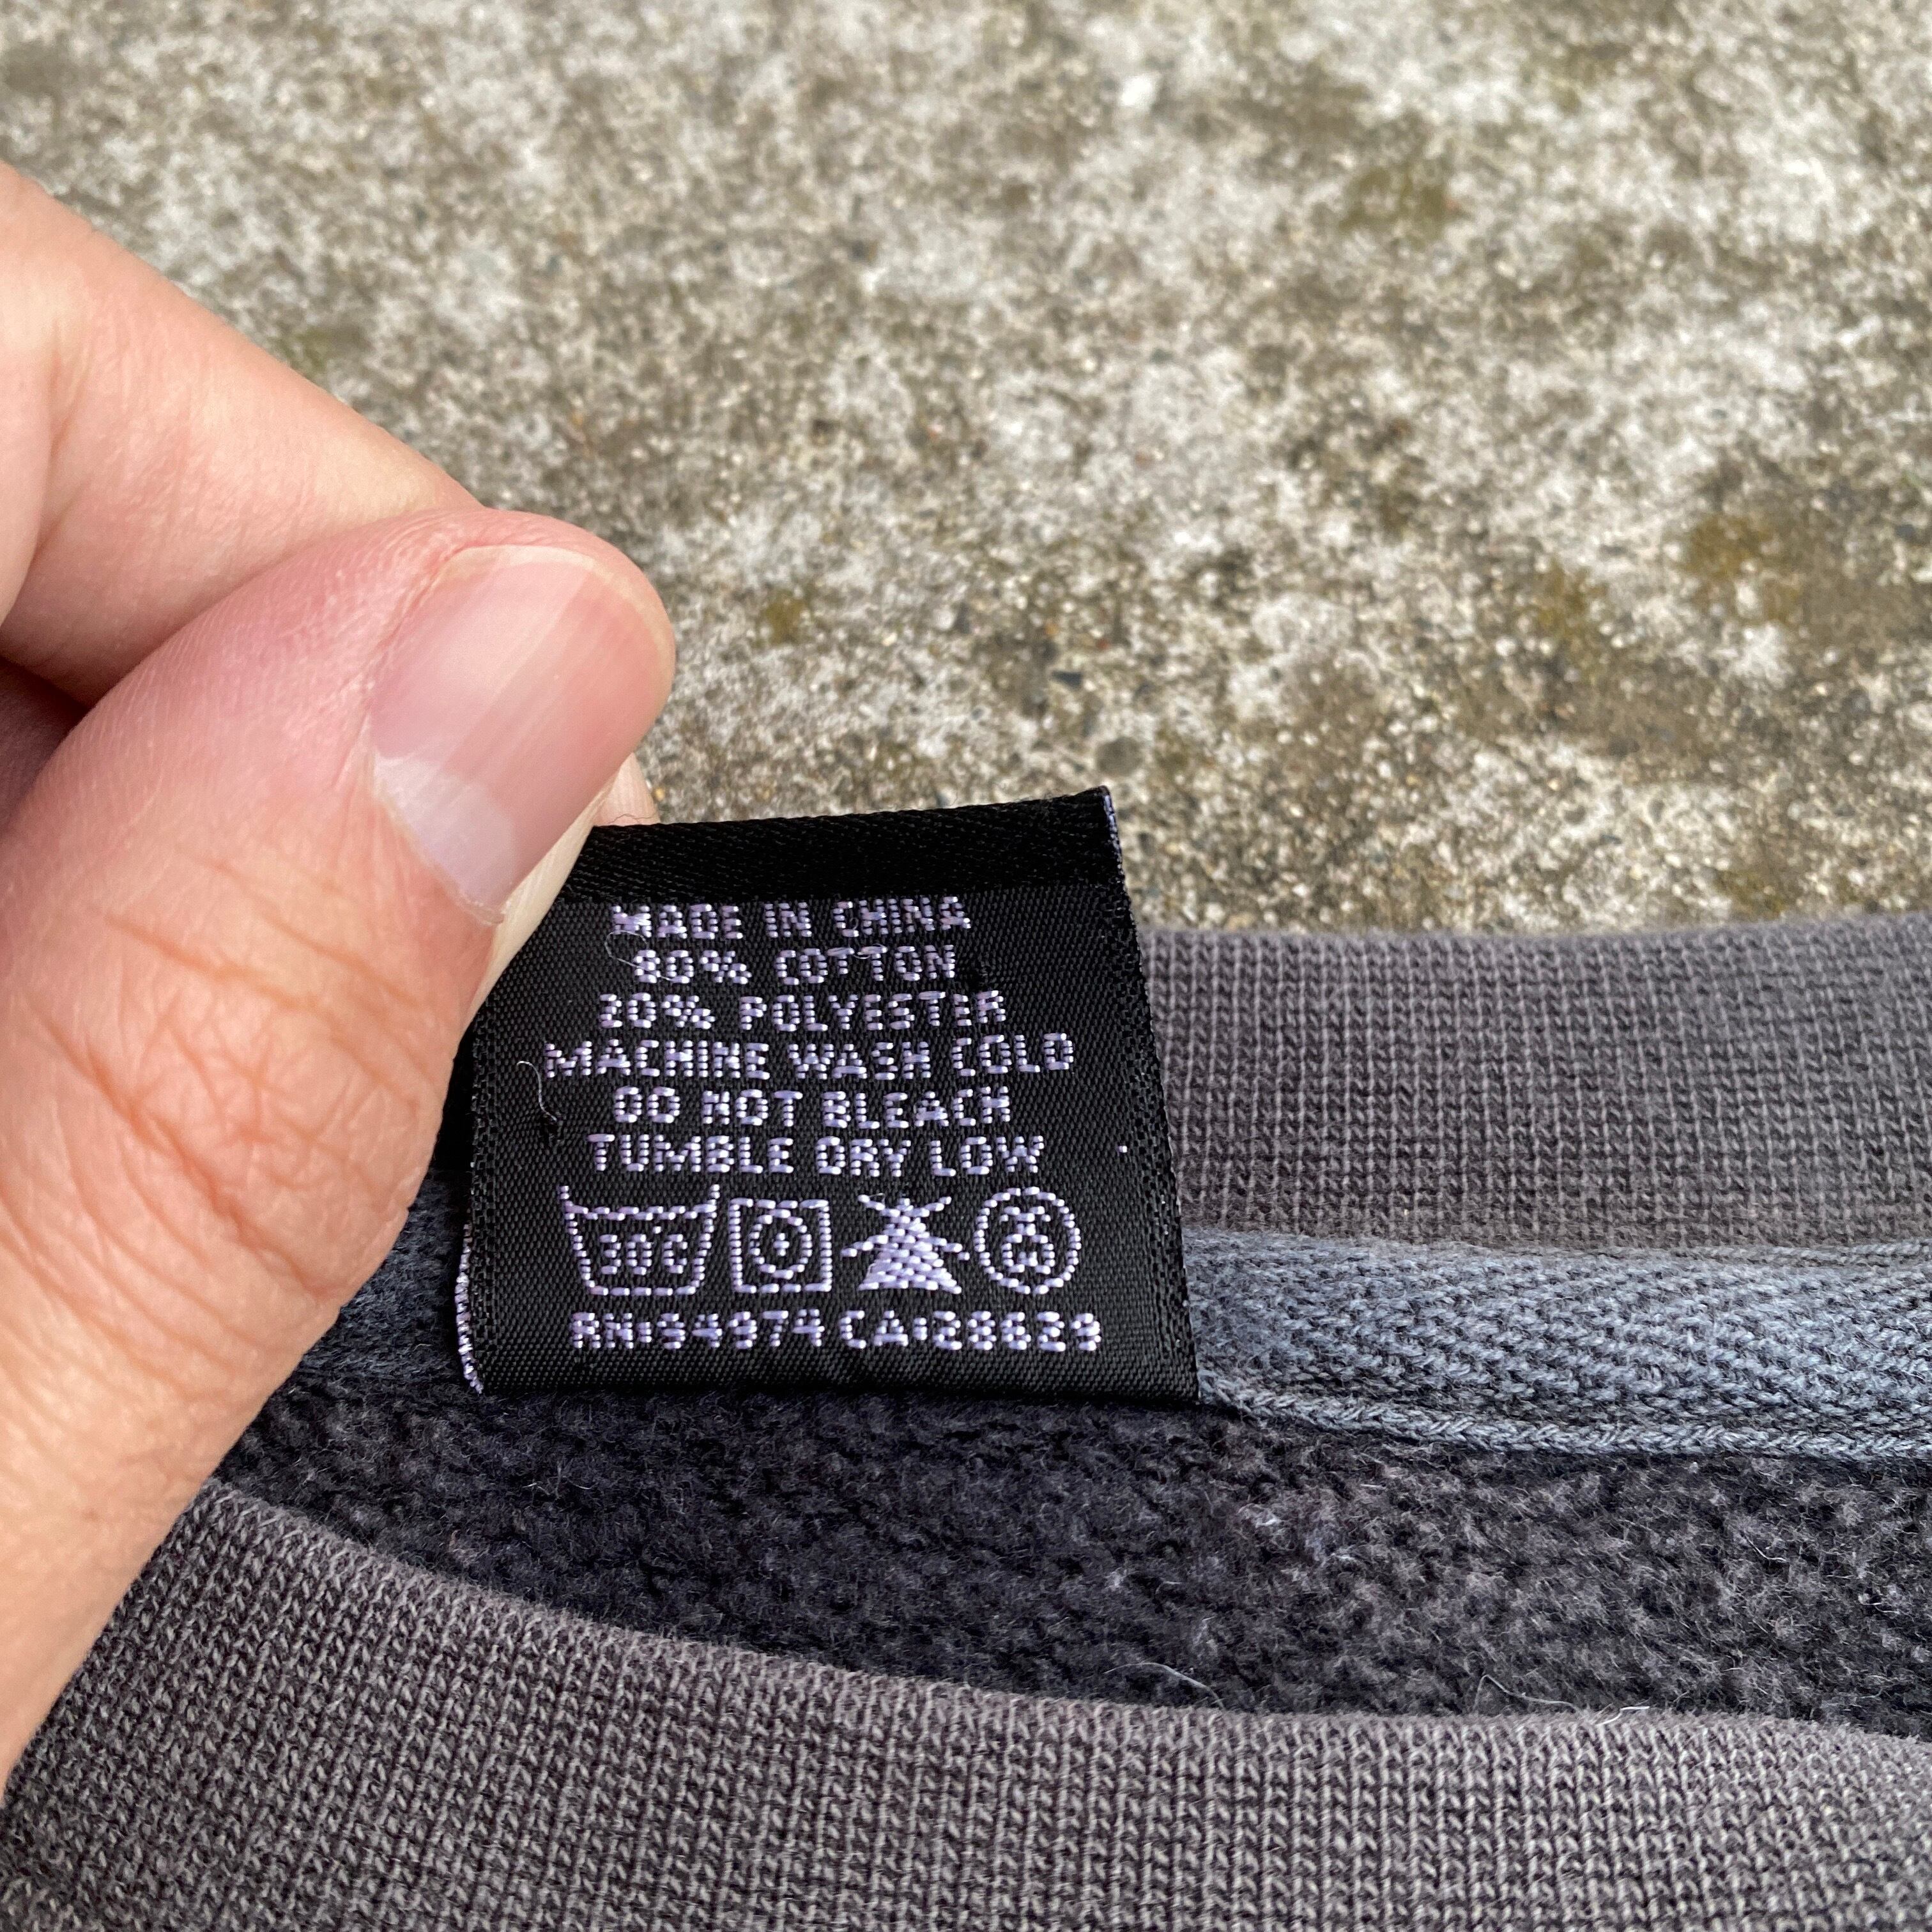 MADE IN CHINA
80% COTTON
20% POLYESTER
MACHINE WASH COLD
DO NOT BLEACH
TUMBLE DRY LOW
30°C
RN:54974 CA:28629